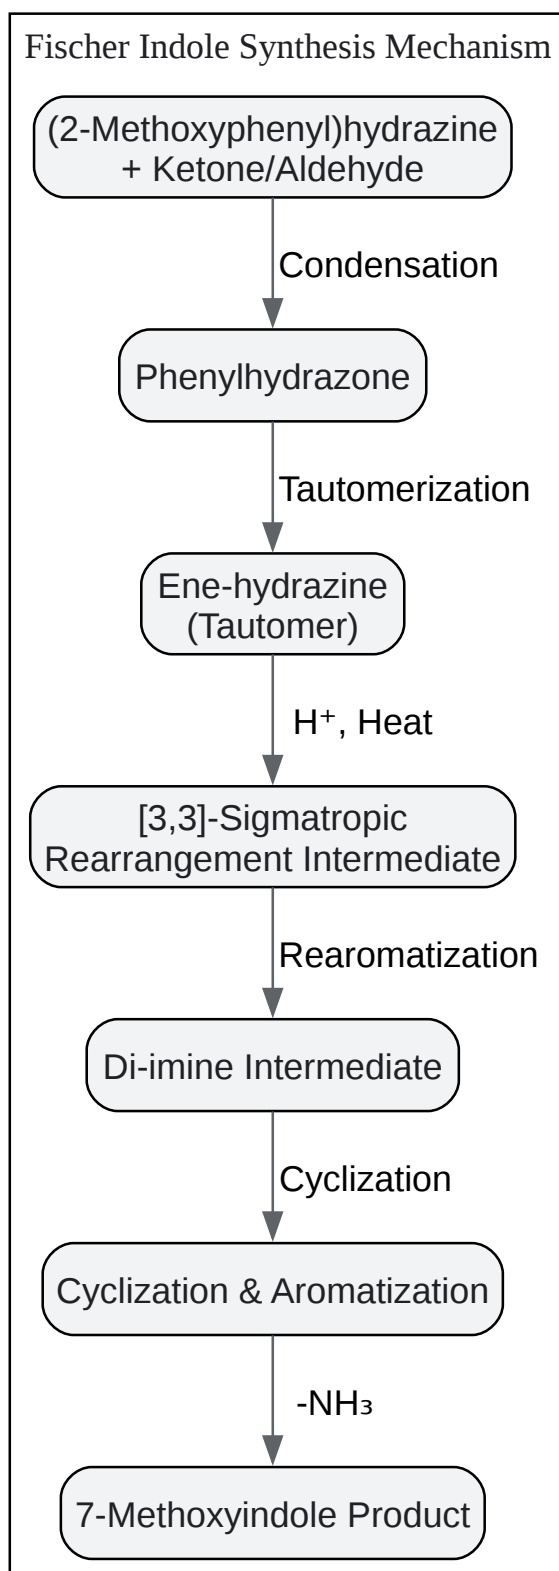 Fischer Indole Synthesis Mechanism
(2-Methoxyphenyl)hydrazine
+ Ketone/Aldehyde
Condensation
Phenylhydrazone
Tautomerization
Ene-hydrazine
(Tautomer)
H⁺, Heat
[3,3]-Sigmatropic
Rearrangement Intermediate
Rearomatization
Di-imine Intermediate
Cyclization
Cyclization & Aromatization
-NH₃
7-Methoxyindole Product